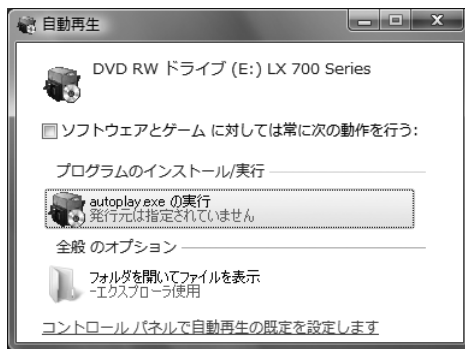 自動再生
DVD RW ドライブ (E:) LX 700 Series
ソフトウェアとゲーム に対しては常に次の動作を行う:
プログラムのインストール/実行
autoplay.exe の実行
発行元は指定されていません
全般 のオプション
フォルダを開いてファイルを表示
-エクスプローラ使用
コントロール パネルで自動再生の既定を設定します